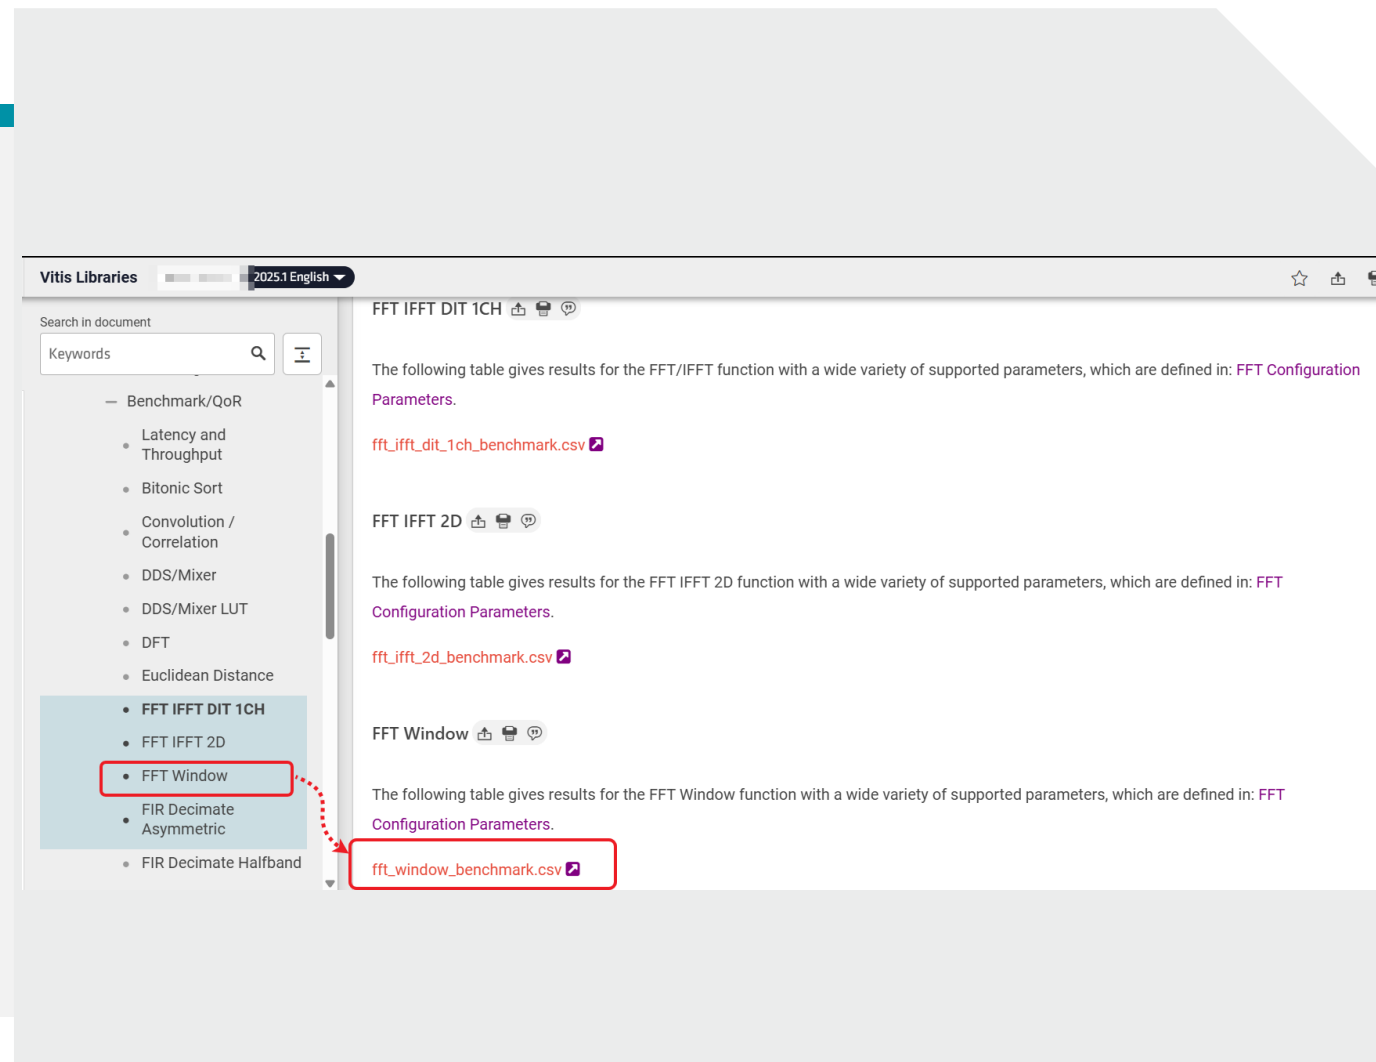 Vitis Libraries
2025.1 English
Search in document
Keywords
Benchmark/QoR
Latency and
Throughput
Bitonic Sort
Convolution /
Correlation
DDS/Mixer
DDS/Mixer LUT
DFT
Euclidean Distance
FFT IFFT DIT 1CH
FFT IFFT 2D
FFT Window
FIR Decimate
Asymmetric
FIR Decimate Halfband
FFT IFFT DIT 1CH
The following table gives results for the FFT/IFFT function with a wide variety of supported parameters, which are defined in: FFT Configuration
Parameters.
fft_ifft_dit_1ch_benchmark.csv
FFT IFFT 2D
The following table gives results for the FFT IFFT 2D function with a wide variety of supported parameters, which are defined in: FFT
Configuration Parameters.
fft_ifft_2d_benchmark.csv
FFT Window
The following table gives results for the FFT Window function with a wide variety of supported parameters, which are defined in: FFT
Configuration Parameters.
fft_window_benchmark.csv